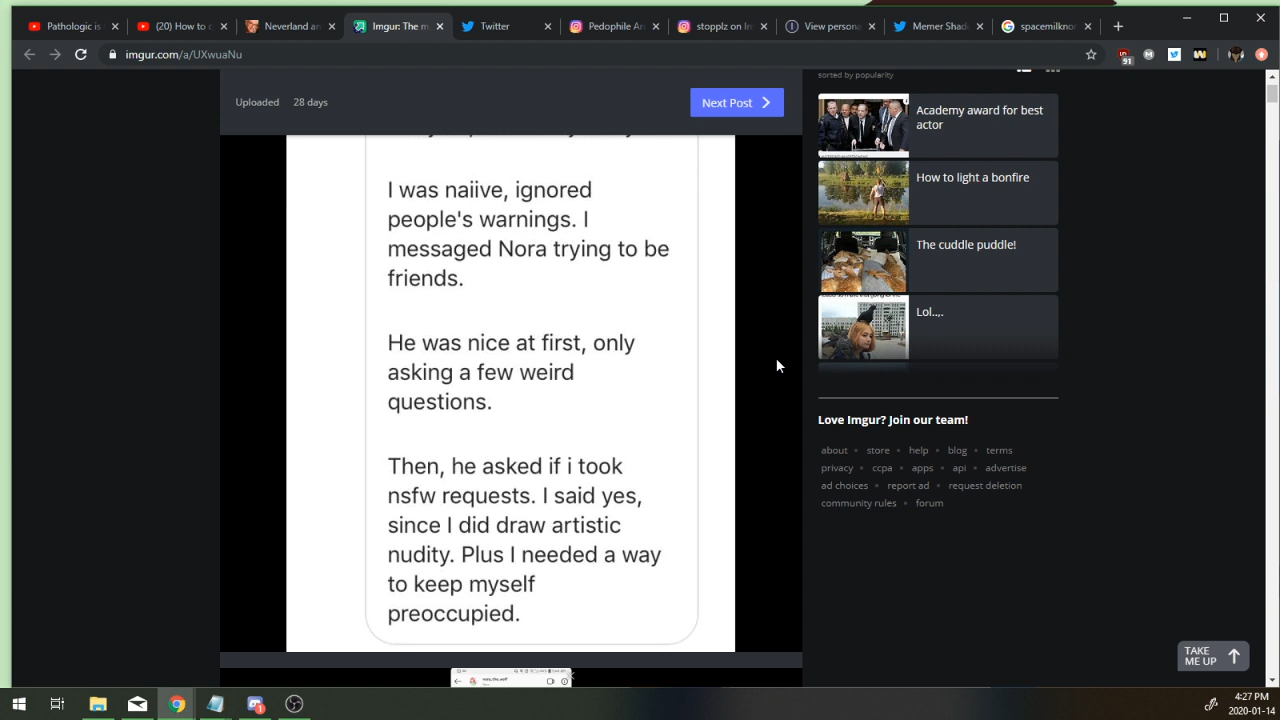 Pathologic is
(20) How to c
Neverland an
Imgur: The m
Twitter
Pedophile An
stopplz on In
View persona
Memer Shad
spacemilkno
imgur.com/a/UXwuaNu
91
Uploaded 28 days
Next Post
I was naiive, ignored
people's warnings. I
messaged Nora trying to be
friends.
He was nice at first, only
asking a few weird
questions.
Then, he asked if i took
nsfw requests. I said yes,
since I did draw artistic
nudity. Plus I needed a way
to keep myself
preoccupied.
sorted by popularity
Academy award for best
actor
How to light a bonfire
The cuddle puddle!
Lol.,..
Love Imgur? Join our team!
about store help blog terms
privacy ccpa apps api advertise
ad choices report ad request deletion
community rules forum
TAKE
ME UP
4:27 PM
2020-01-14